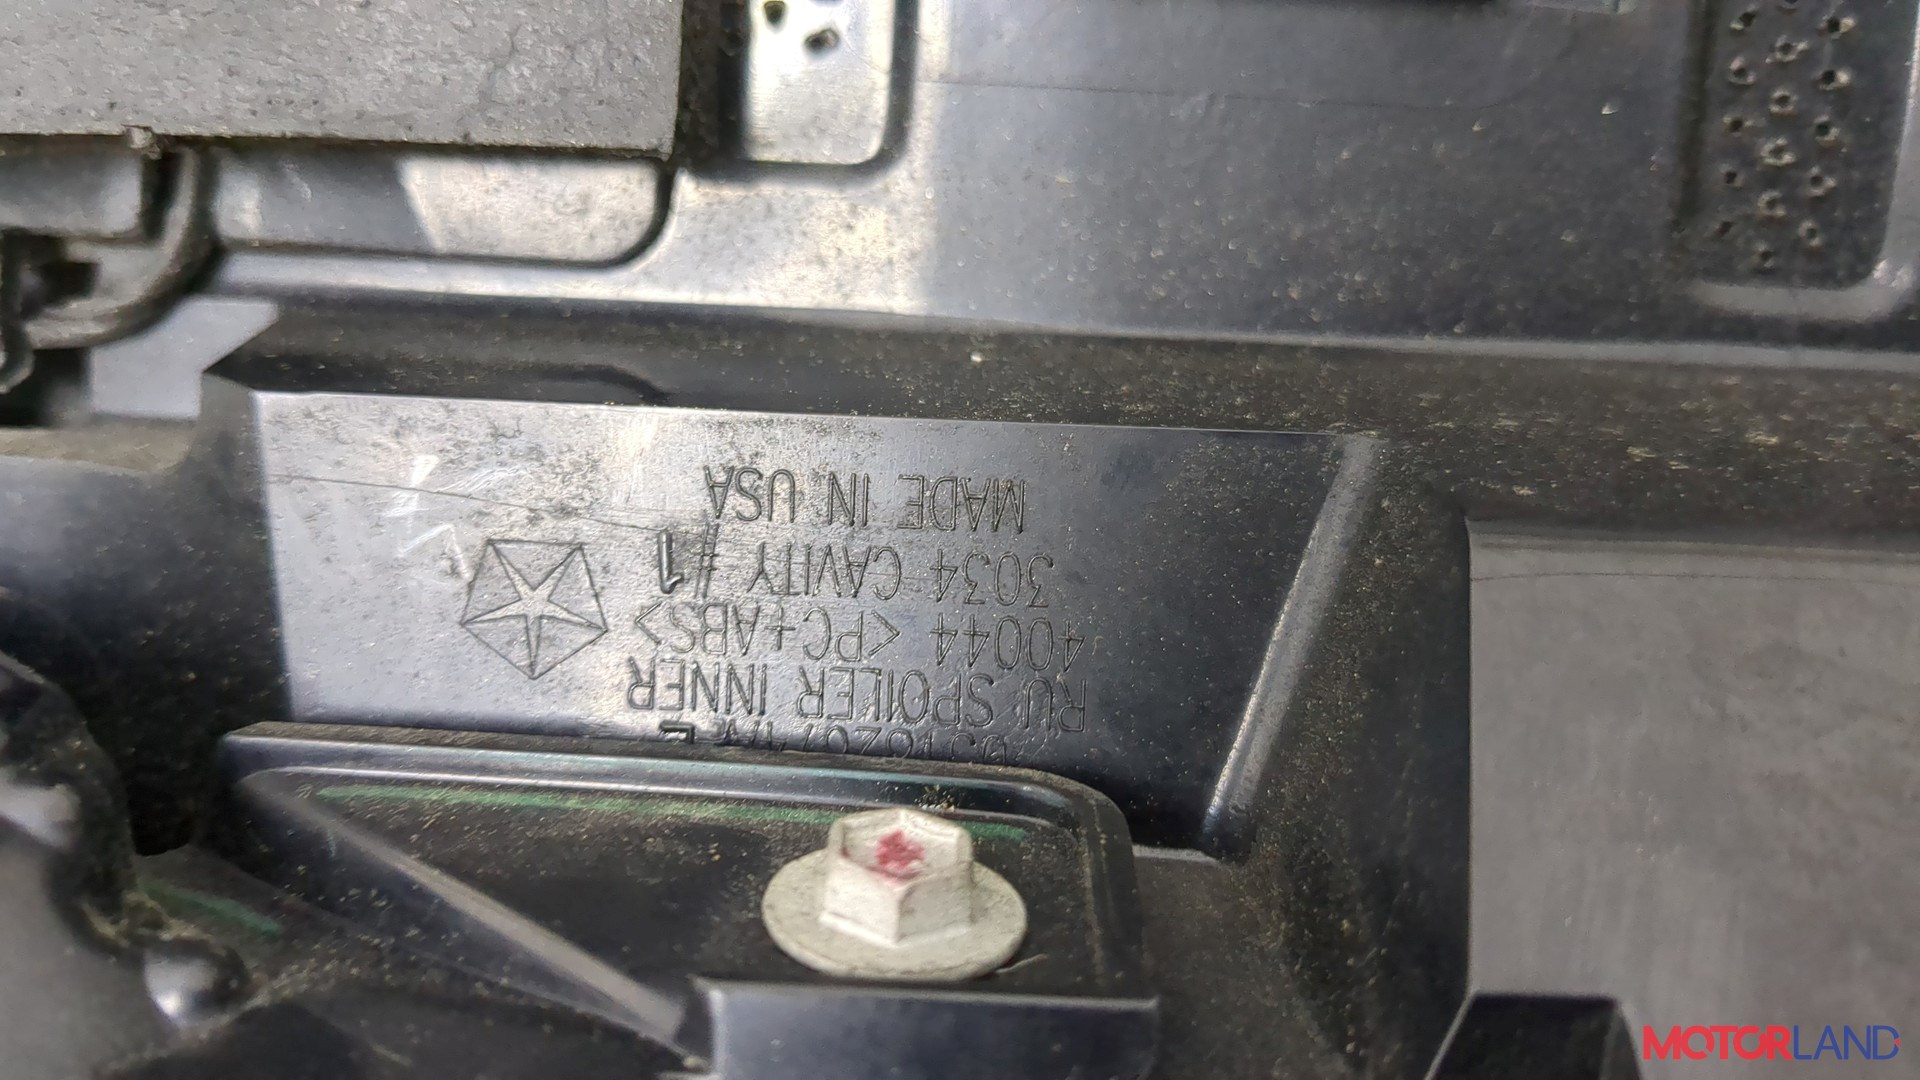 RU SPOILER INNER
40044 <PC+ABS>
3034 CAVITY #1
MADE IN USA
MOTORLAND